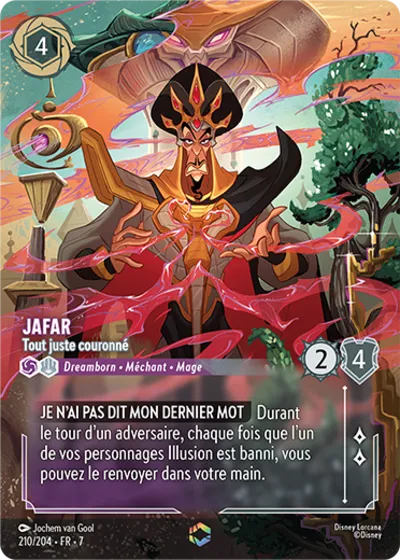 4
JAFAR
Tout juste couronné
2
4
Dreamborn • Méchant • Mage
JE N'AI PAS DIT MON DERNIER MOT Durant
le tour d'un adversaire, chaque fois que l'un
de vos personnages Illusion est banni, vous
pouvez le renvoyer dans votre main.
Jochem van Gool
210/204 • FR • 7
Disney Lorcana
©Disney